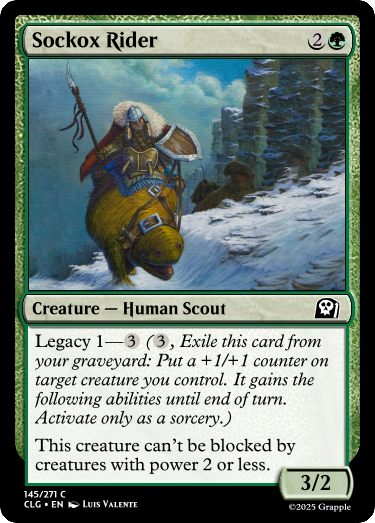 Sockox Rider 2
Creature — Human Scout
Legacy 1—3 (3, Exile this card from
your graveyard: Put a +1/+1 counter on
target creature you control. It gains the
following abilities until end of turn.
Activate only as a sorcery.)
This creature can't be blocked by
creatures with power 2 or less.
3/2
145/271 C
CLG • EN Luis Valente
©2025 Grapple